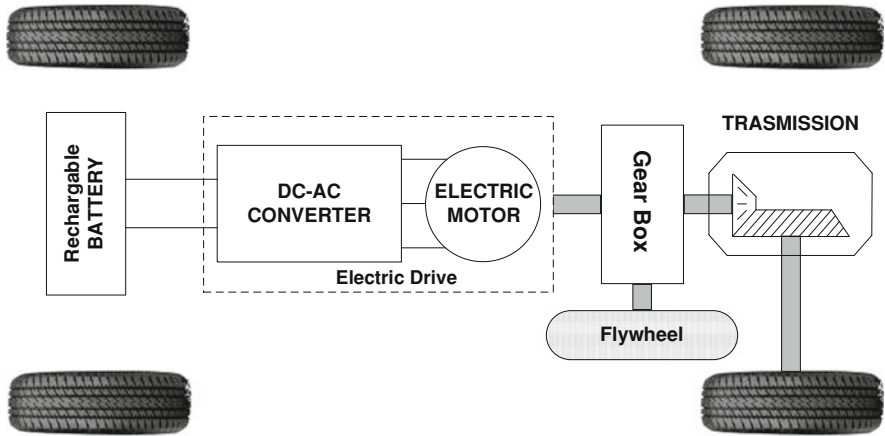 Rechargable
BATTERY
DC-AC
CONVERTER
ELECTRIC
MOTOR
Electric Drive
Gear Box
Flywheel
TRASMISSION